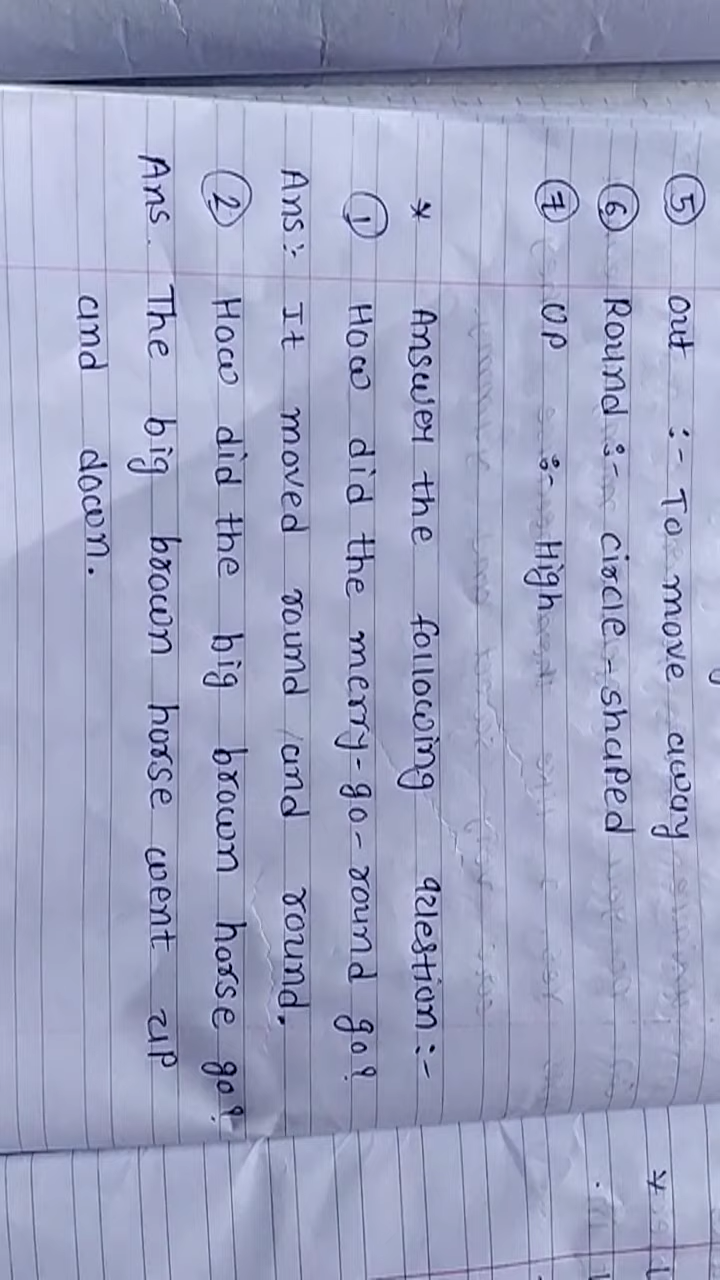 ⑤ out :- To move away
⑥ Round :- circle-shaped
⑦ UP :- High
* Answer the following question :-
① How did the merry-go-round go?
Ans :- It moved round and round.
② How did the big brown horse go?
Ans. The big brown horse went up
and down.